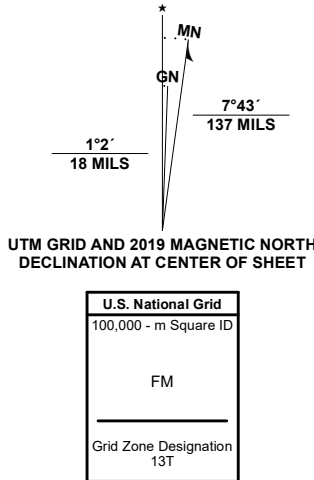 ★
MN
GN
7°43´
137 MILS
1°2´
18 MILS
UTM GRID AND 2019 MAGNETIC NORTH
DECLINATION AT CENTER OF SHEET
U.S. National Grid
100,000 - m Square ID
FM
Grid Zone Designation
13T